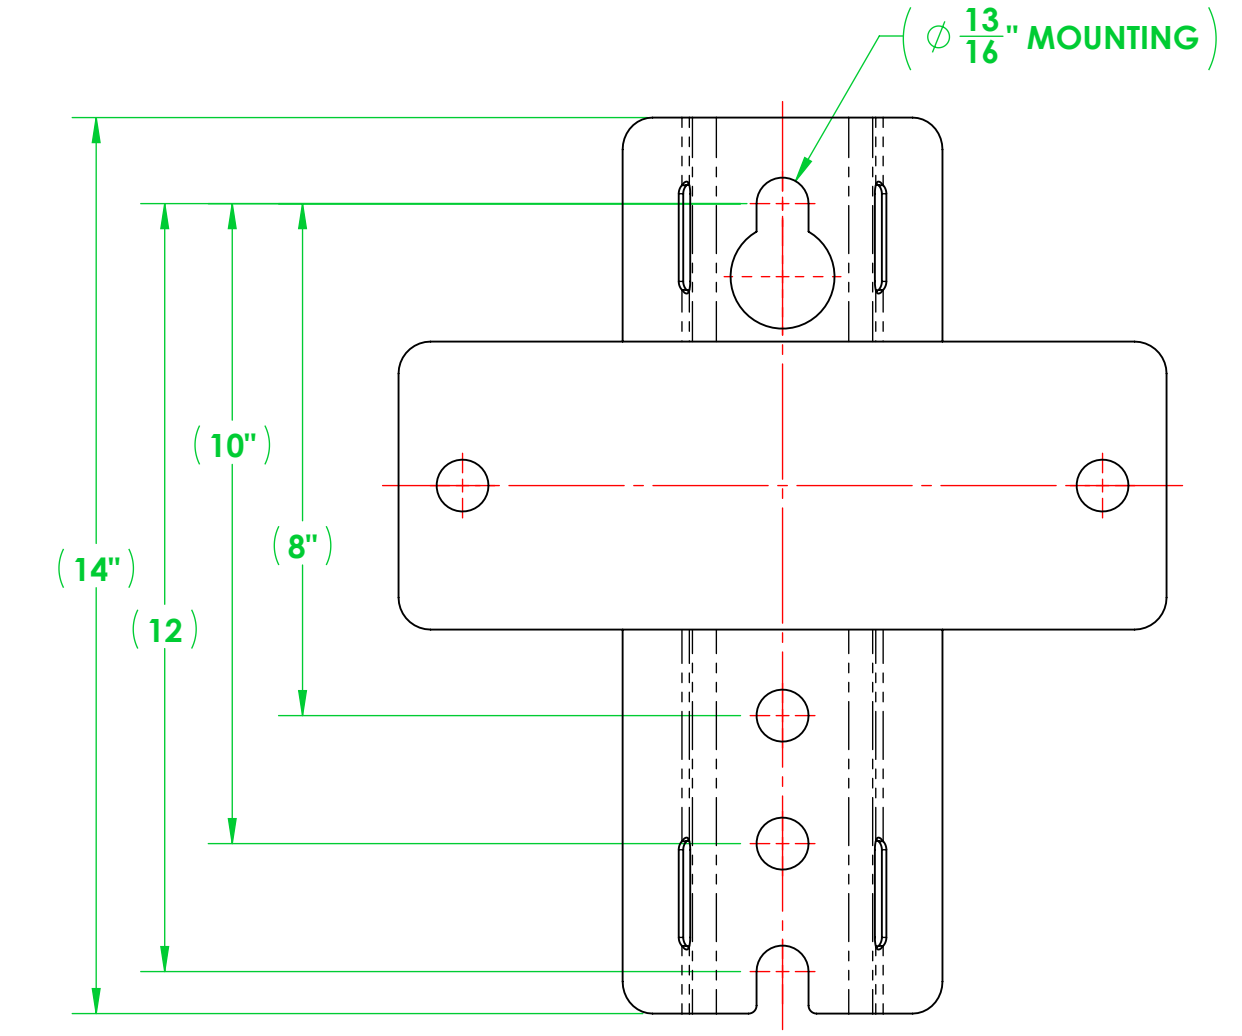 ( Ø 13/16" MOUNTING )
( 10" )
( 8" )
( 14" )
( 12 )